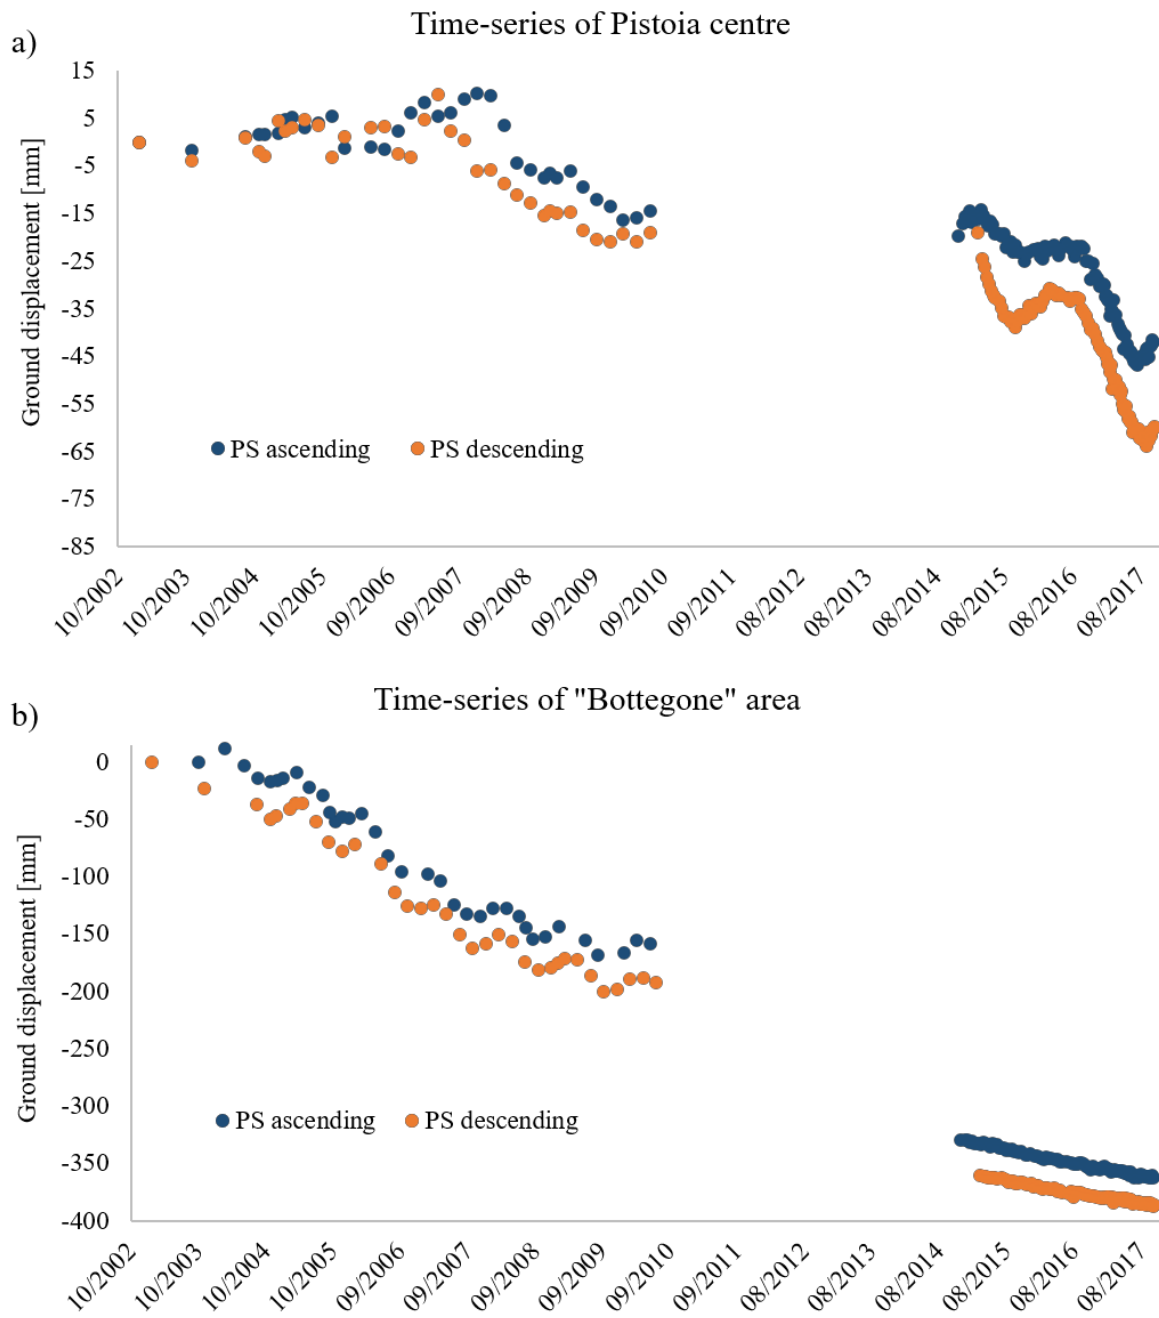 Time-series of Pistoia centre
a)
15
5
-5
-15
-25
-35
-45
-55
-65
-75
-85
Ground displacement [mm]
PS ascending PS descending
10/2002 10/2003 10/2004 10/2005 09/2006 09/2007 09/2008 09/2009 09/2010 09/2011 08/2012 08/2013 08/2014 08/2015 08/2016 08/2017
Time-series of "Bottegone" area
b)
0
-50
-100
-150
-200
-250
-300
-350
-400
Ground displacement [mm]
PS ascending PS descending
10/2002 10/2003 10/2004 10/2005 09/2006 09/2007 09/2008 09/2009 09/2010 09/2011 08/2012 08/2013 08/2014 08/2015 08/2016 08/2017